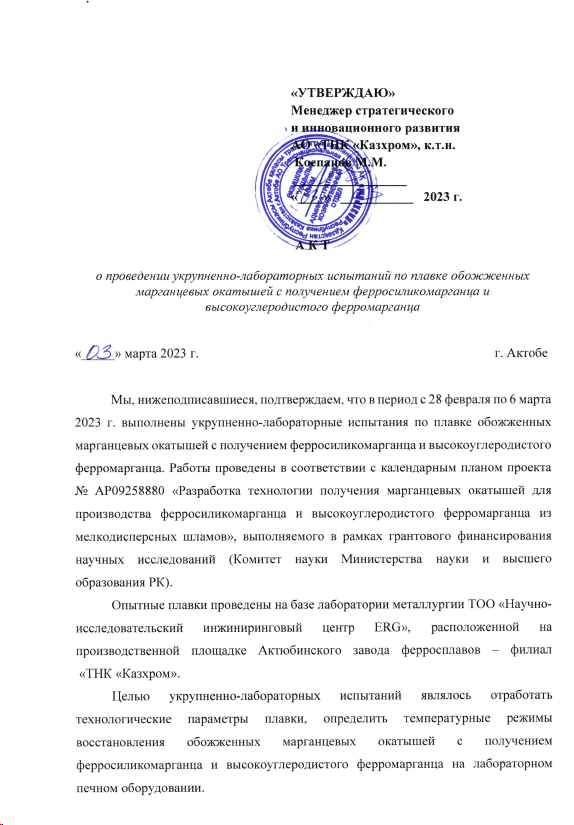 «УТВЕРЖДАЮ»
Менеджер стратегического
и инновационного развития
АО «ТНК «Казхром», к.т.н.
Коспанов М.М.
2023 г.
А К Т
о проведении укрупненно-лабораторных испытаний по плавке обожженных
марганцевых окатышей с получением ферросиликомарганца и
высокоуглеродистого ферромарганца
«_03_» марта 2023 г. г. Актобе
Мы, нижеподписавшиеся, подтверждаем, что в период с 28 февраля по 6 марта
2023 г. выполнены укрупненно-лабораторные испытания по плавке обожженных
марганцевых окатышей с получением ферросиликомарганца и высокоуглеродистого
ферромарганца. Работы проведены в соответствии с календарным планом проекта
№ АР09258880 «Разработка технологии получения марганцевых окатышей для
производства ферросиликомарганца и высокоуглеродистого ферромарганца из
мелкодисперсных шламов», выполняемого в рамках грантового финансирования
научных исследований (Комитет науки Министерства науки и высшего
образования РК).
Опытные плавки проведены на базе лаборатории металлургии ТОО «Научно-
исследовательский инжиниринговый центр ERG», расположенной на
производственной площадке Актюбинского завода ферросплавов – филиал
«ТНК «Казхром».
Целью укрупненно-лабораторных испытаний являлось отработать
технологические параметры плавки, определить температурные режимы
восстановления обожженных марганцевых окатышей с получением
ферросиликомарганца и высокоуглеродистого ферромарганца на лабораторном
печном оборудовании.